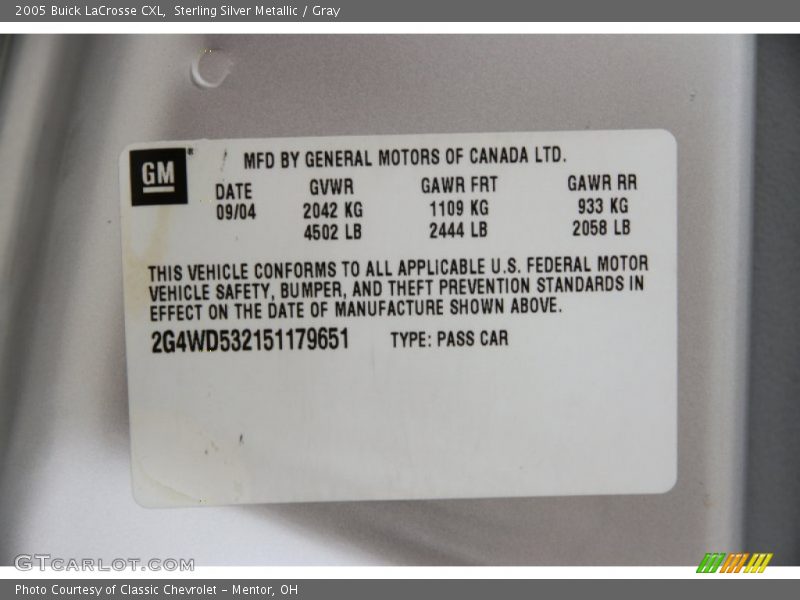 2005 Buick LaCrosse CXL, Sterling Silver Metallic / Gray
GM
MFD BY GENERAL MOTORS OF CANADA LTD.
DATE GVWR GAWR FRT GAWR RR
09/04 2042 KG 1109 KG 933 KG
4502 LB 2444 LB 2058 LB
THIS VEHICLE CONFORMS TO ALL APPLICABLE U.S. FEDERAL MOTOR
VEHICLE SAFETY, BUMPER, AND THEFT PREVENTION STANDARDS IN
EFFECT ON THE DATE OF MANUFACTURE SHOWN ABOVE.
2G4WD532151179651 TYPE: PASS CAR
GTCARLOT.COM
Photo Courtesy of Classic Chevrolet - Mentor, OH